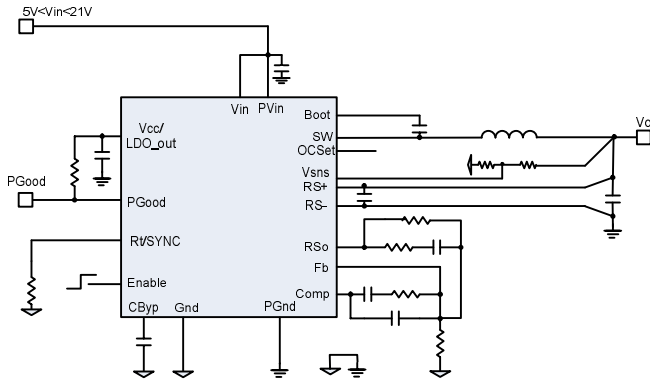 5V<Vin<21V
Vin PVin
Boot
Vcc/
LDO_out
SW
Vo
OCSet
Vsns
PGood
RS+
PGood
RS-
Rt/SYNC
RSo
Fb
Enable
Comp
CByp Gnd PGnd